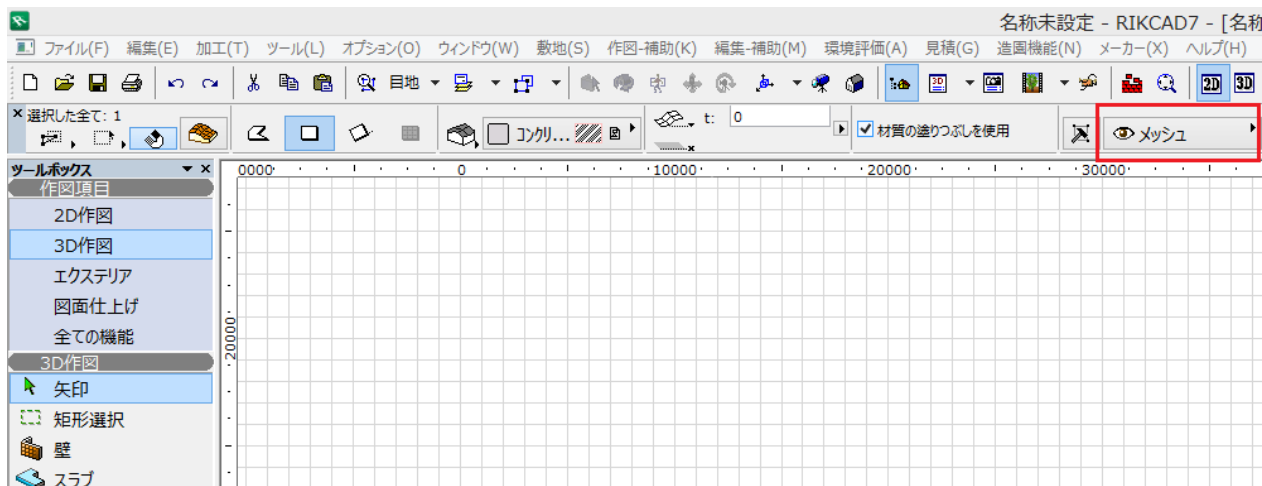 名称未設定 - RIKCAD7 - [名称
ファイル(F) 編集(E) 加工(T) ツール(L) オプション(O) ウィンドウ(W) 敷地(S) 作図-補助(K) 編集-補助(M) 環境評価(A) 見積(G) 造園機能(N) メーカー(X) ヘルプ(H)
目地 2D 3D
選択した全て: 1
コンクリ... t: 0 材質の塗りつぶしを使用 メッシュ
ツールボックス
0000 0 10000 20000 30000
作図項目
2D作図
3D作図
エクステリア
図面仕上げ
全ての機能
20000
3D作図
矢印
矩形選択
壁
スラブ